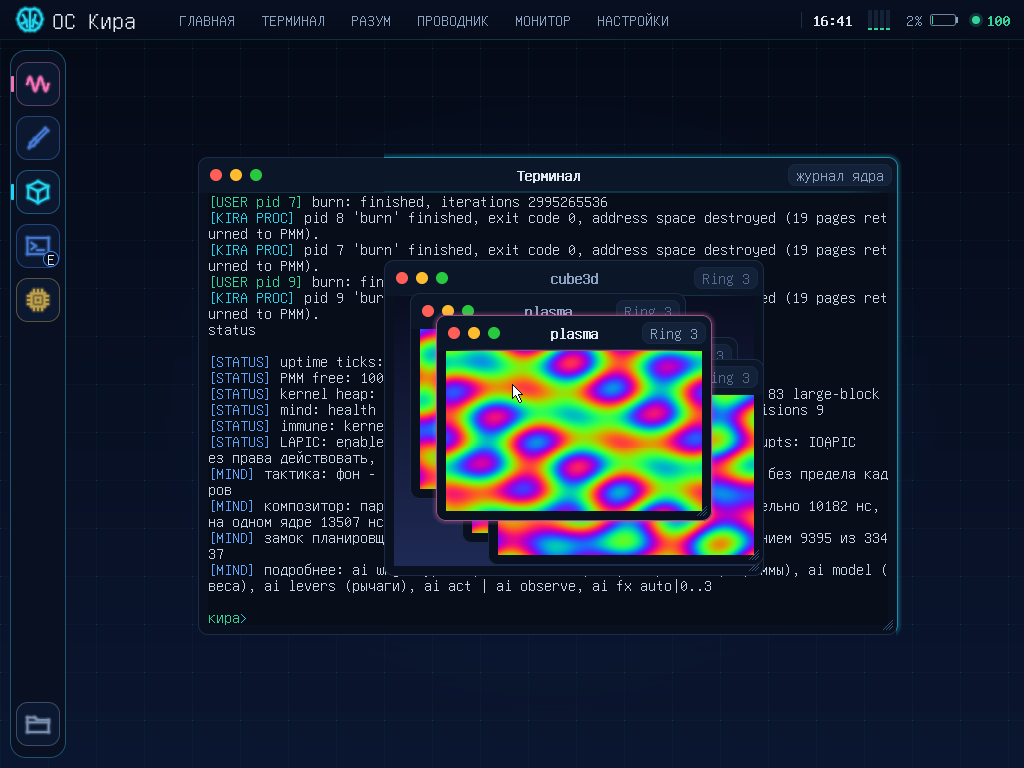 ОС Кира ГЛАВНАЯ ТЕРМИНАЛ РАЗУМ ПРОВОДНИК МОНИТОР НАСТРОЙКИ 16:41 2% 100
E
Терминал журнал ядра
[USER pid 7] burn: finished, iterations 2995265536
[KIRA PROC] pid 8 'burn' finished, exit code 0, address space destroyed (19 pages ret
urned to PMM).
[KIRA PROC] pid 7 'burn' finished, exit code 0, address space destroyed (19 pages ret
urned to PMM).
[USER pid 9] burn: fin
[KIRA PROC] pid 9 'bur ed (19 pages ret
urned to PMM).
status
[STATUS] uptime ticks:
[STATUS] PMM free: 100
[STATUS] kernel heap: 83 large-block
[STATUS] mind: health isions 9
[STATUS] immune: kerne
[STATUS] LAPIC: enable upts: IOAPIC
ез права действовать,
[MIND] тактика: фон - без предела кад
ров
[MIND] композитор: пар ельно 10182 нс,
на одном ядре 13507 нс
[MIND] замок планировщ нием 9395 из 334
37
[MIND] подробнее: ai ммы), ai model (
веса), ai levers (рычаги), ai act | ai observe, ai fx auto|0..3
кира>
cube3d Ring 3
plasma Ring 3
plasma Ring 3
3
ing 3